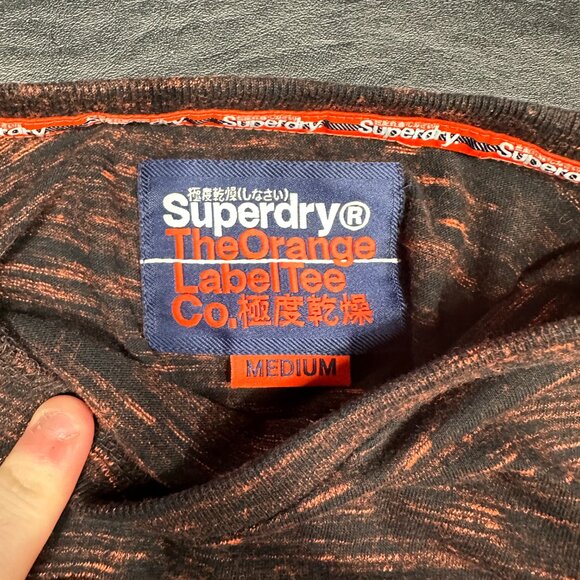 Superdry Superdry Superdry
極度乾燥(しなさい)
Superdry®
TheOrange
LabelTee
Co.極度乾燥
MEDIUM